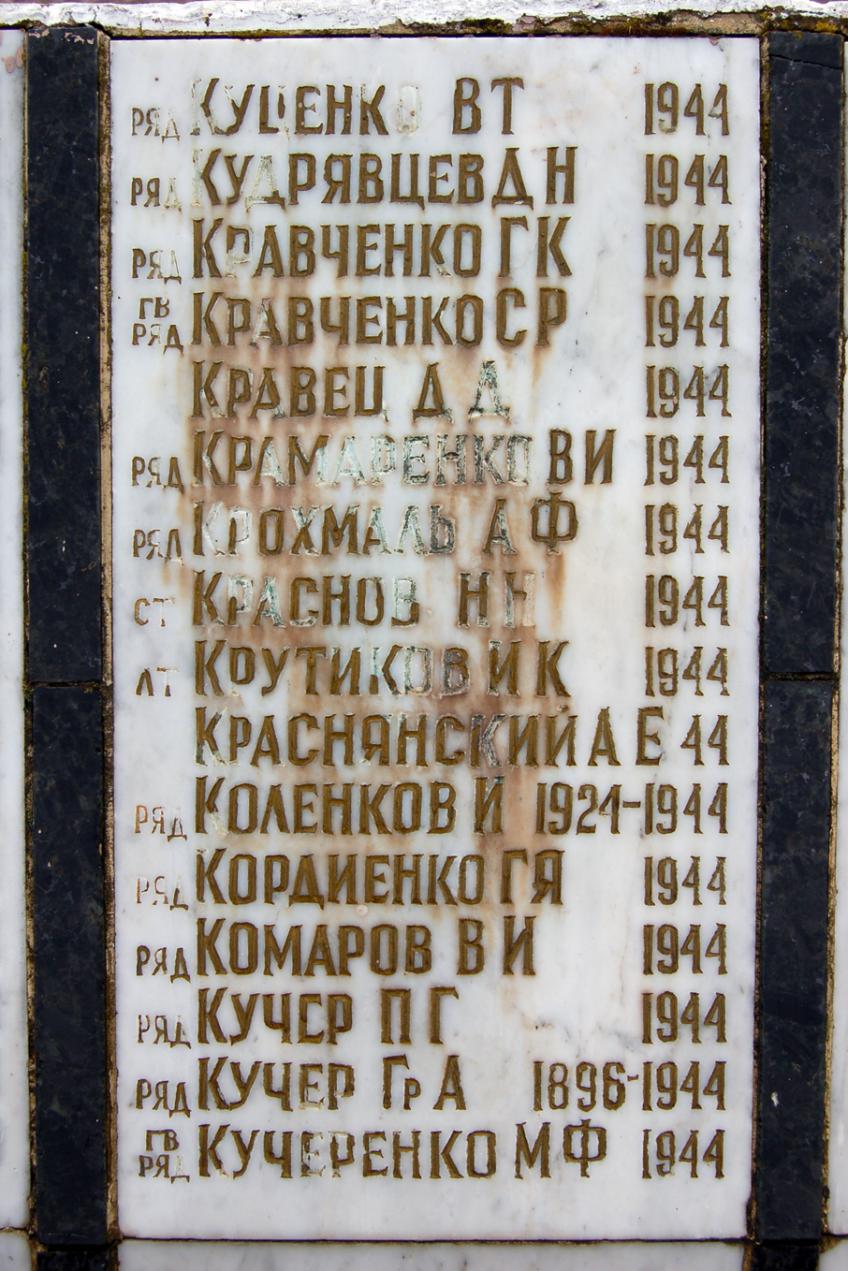 РЯД КУЦЕНКО В Т 1944
РЯД КУДРЯВЦЕВ Д Н 1944
РЯД КРАВЧЕНКО Г К 1944
ГВ РЯД КРАВЧЕНКО С Р 1944
КРАВЕЦ Д Д 1944
РЯД КРАМАРЕНКО В И 1944
РЯД КРОХМАЛЬ А Ф 1944
СТ КРАСНОВ Н Н 1944
ЛТ КРУТИКОВ И К 1944
КРАСНЯНСКИЙ А Е 44
РЯД КОЛЕНКОВ И 1924-1944
РЯД КОРДИЕНКО Г Я 1944
РЯД КОМАРОВ В И 1944
РЯД КУЧЕР П Г 1944
РЯД КУЧЕР Гр А 1896-1944
ГВ РЯД КУЧЕРЕНКО М Ф 1944